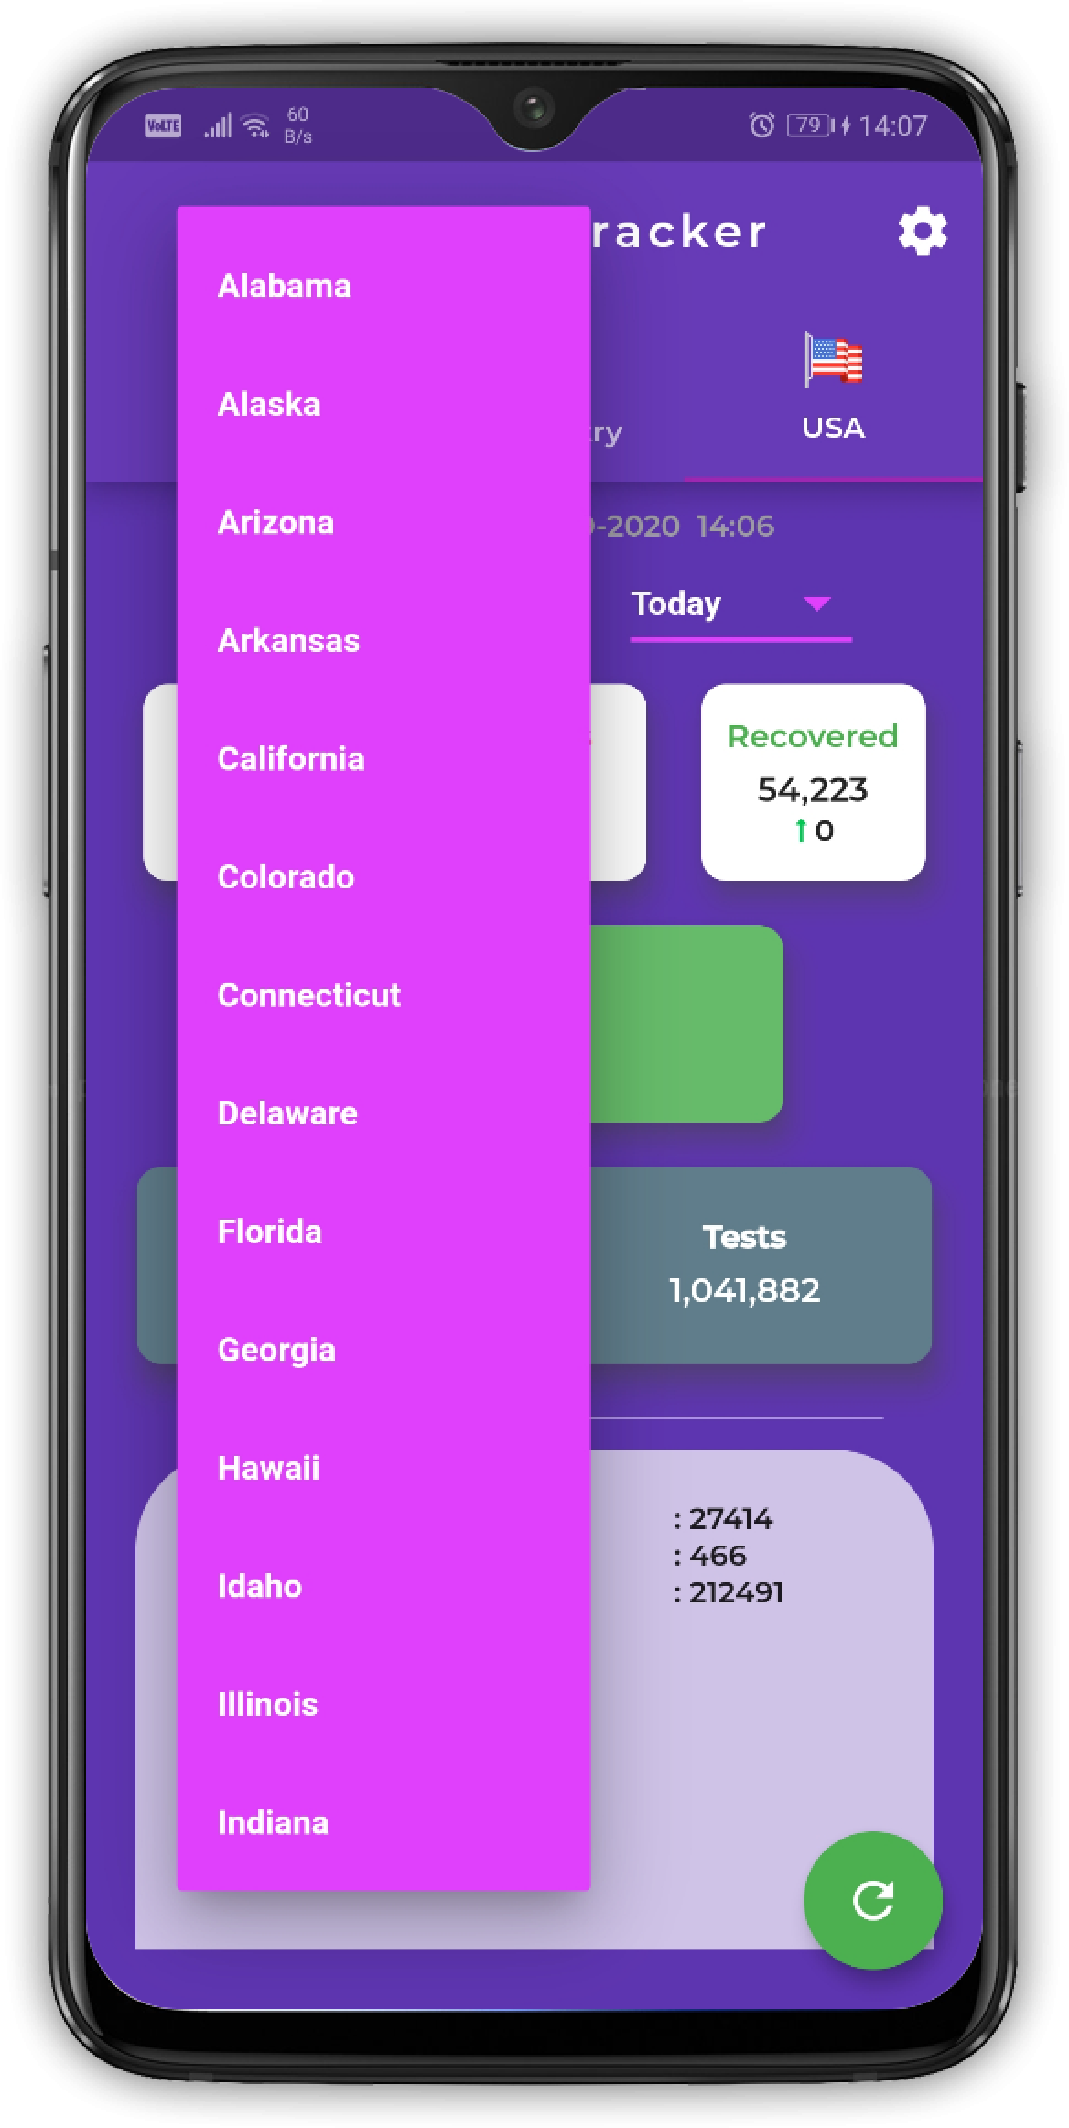 VoLTE 60 B/s 79 14:07
racker
Alabama
Alaska
Arizona
Arkansas
California
Colorado
Connecticut
Delaware
Florida
Georgia
Hawaii
Idaho
Illinois
Indiana
USA
ry
-2020 14:06
Today
Recovered
54,223
↑ 0
Tests
1,041,882
: 27414
: 466
: 212491